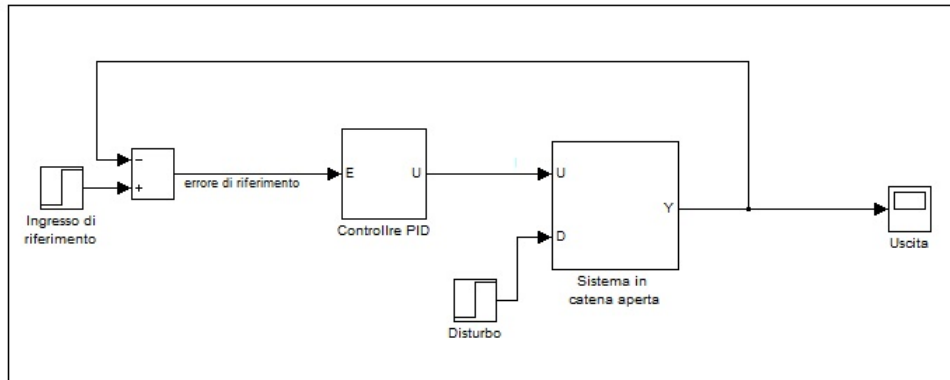 −
+
Ingresso di
riferimento
errore di riferimento
E
U
Controllre PID
U
D
Y
Sistema in
catena aperta
Disturbo
Uscita